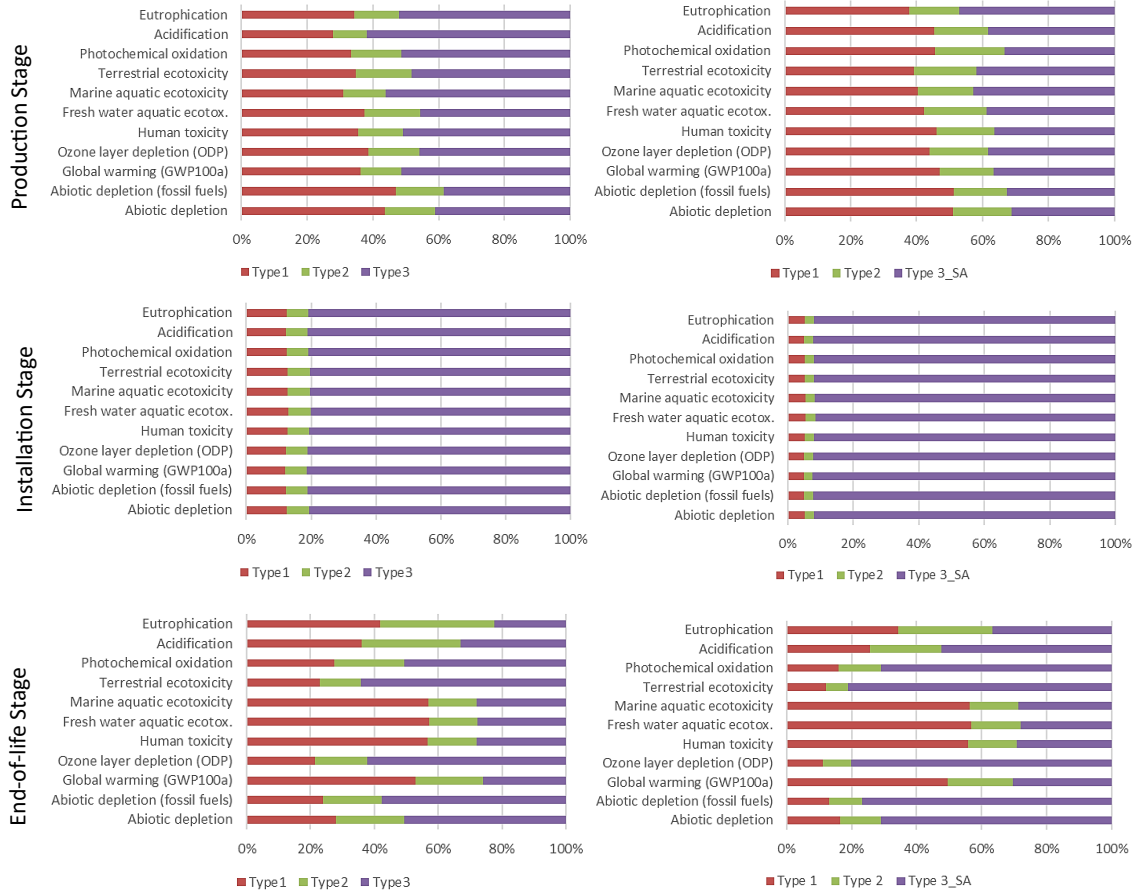 Production Stage
Eutrophication
Acidification
Photochemical oxidation
Terrestrial ecotoxicity
Marine aquatic ecotoxicity
Fresh water aquatic ecotox.
Human toxicity
Ozone layer depletion (ODP)
Global warming (GWP100a)
Abiotic depletion (fossil fuels)
Abiotic depletion
0% 20% 40% 60% 80% 100%
Type1 Type2 Type3
Eutrophication
Acidification
Photochemical oxidation
Terrestrial ecotoxicity
Marine aquatic ecotoxicity
Fresh water aquatic ecotox.
Human toxicity
Ozone layer depletion (ODP)
Global warming (GWP100a)
Abiotic depletion (fossil fuels)
Abiotic depletion
0% 20% 40% 60% 80% 100%
Type1 Type2 Type 3_SA
Installation Stage
Eutrophication
Acidification
Photochemical oxidation
Terrestrial ecotoxicity
Marine aquatic ecotoxicity
Fresh water aquatic ecotox.
Human toxicity
Ozone layer depletion (ODP)
Global warming (GWP100a)
Abiotic depletion (fossil fuels)
Abiotic depletion
0% 20% 40% 60% 80% 100%
Type1 Type2 Type3
Eutrophication
Acidification
Photochemical oxidation
Terrestrial ecotoxicity
Marine aquatic ecotoxicity
Fresh water aquatic ecotox.
Human toxicity
Ozone layer depletion (ODP)
Global warming (GWP100a)
Abiotic depletion (fossil fuels)
Abiotic depletion
0% 20% 40% 60% 80% 100%
Type1 Type2 Type 3_SA
End-of-life Stage
Eutrophication
Acidification
Photochemical oxidation
Terrestrial ecotoxicity
Marine aquatic ecotoxicity
Fresh water aquatic ecotox.
Human toxicity
Ozone layer depletion (ODP)
Global warming (GWP100a)
Abiotic depletion (fossil fuels)
Abiotic depletion
0% 20% 40% 60% 80% 100%
Type1 Type2 Type3
Eutrophication
Acidification
Photochemical oxidation
Terrestrial ecotoxicity
Marine aquatic ecotoxicity
Fresh water aquatic ecotox.
Human toxicity
Ozone layer depletion (ODP)
Global warming (GWP100a)
Abiotic depletion (fossil fuels)
Abiotic depletion
0% 20% 40% 60% 80% 100%
Type 1 Type 2 Type 3_SA